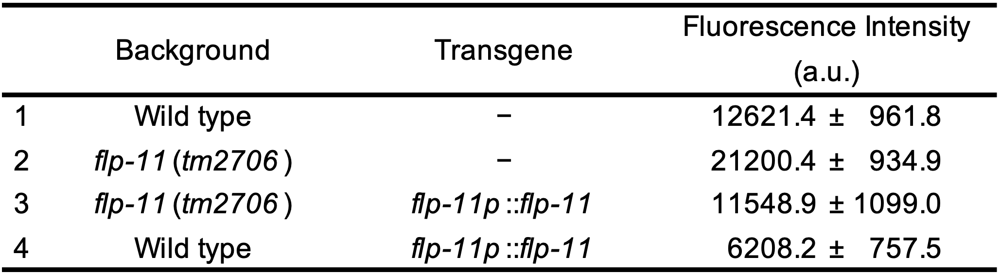 Background Transgene Fluorescence Intensity (a.u.)
1 Wild type − 12621.4 ± 961.8
2 flp-11 (tm2706 ) − 21200.4 ± 934.9
3 flp-11 (tm2706 ) flp-11p ::flp-11 11548.9 ± 1099.0
4 Wild type flp-11p ::flp-11 6208.2 ± 757.5